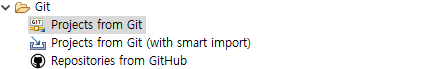 Git
Projects from Git
Projects from Git (with smart import)
Repositories from GitHub